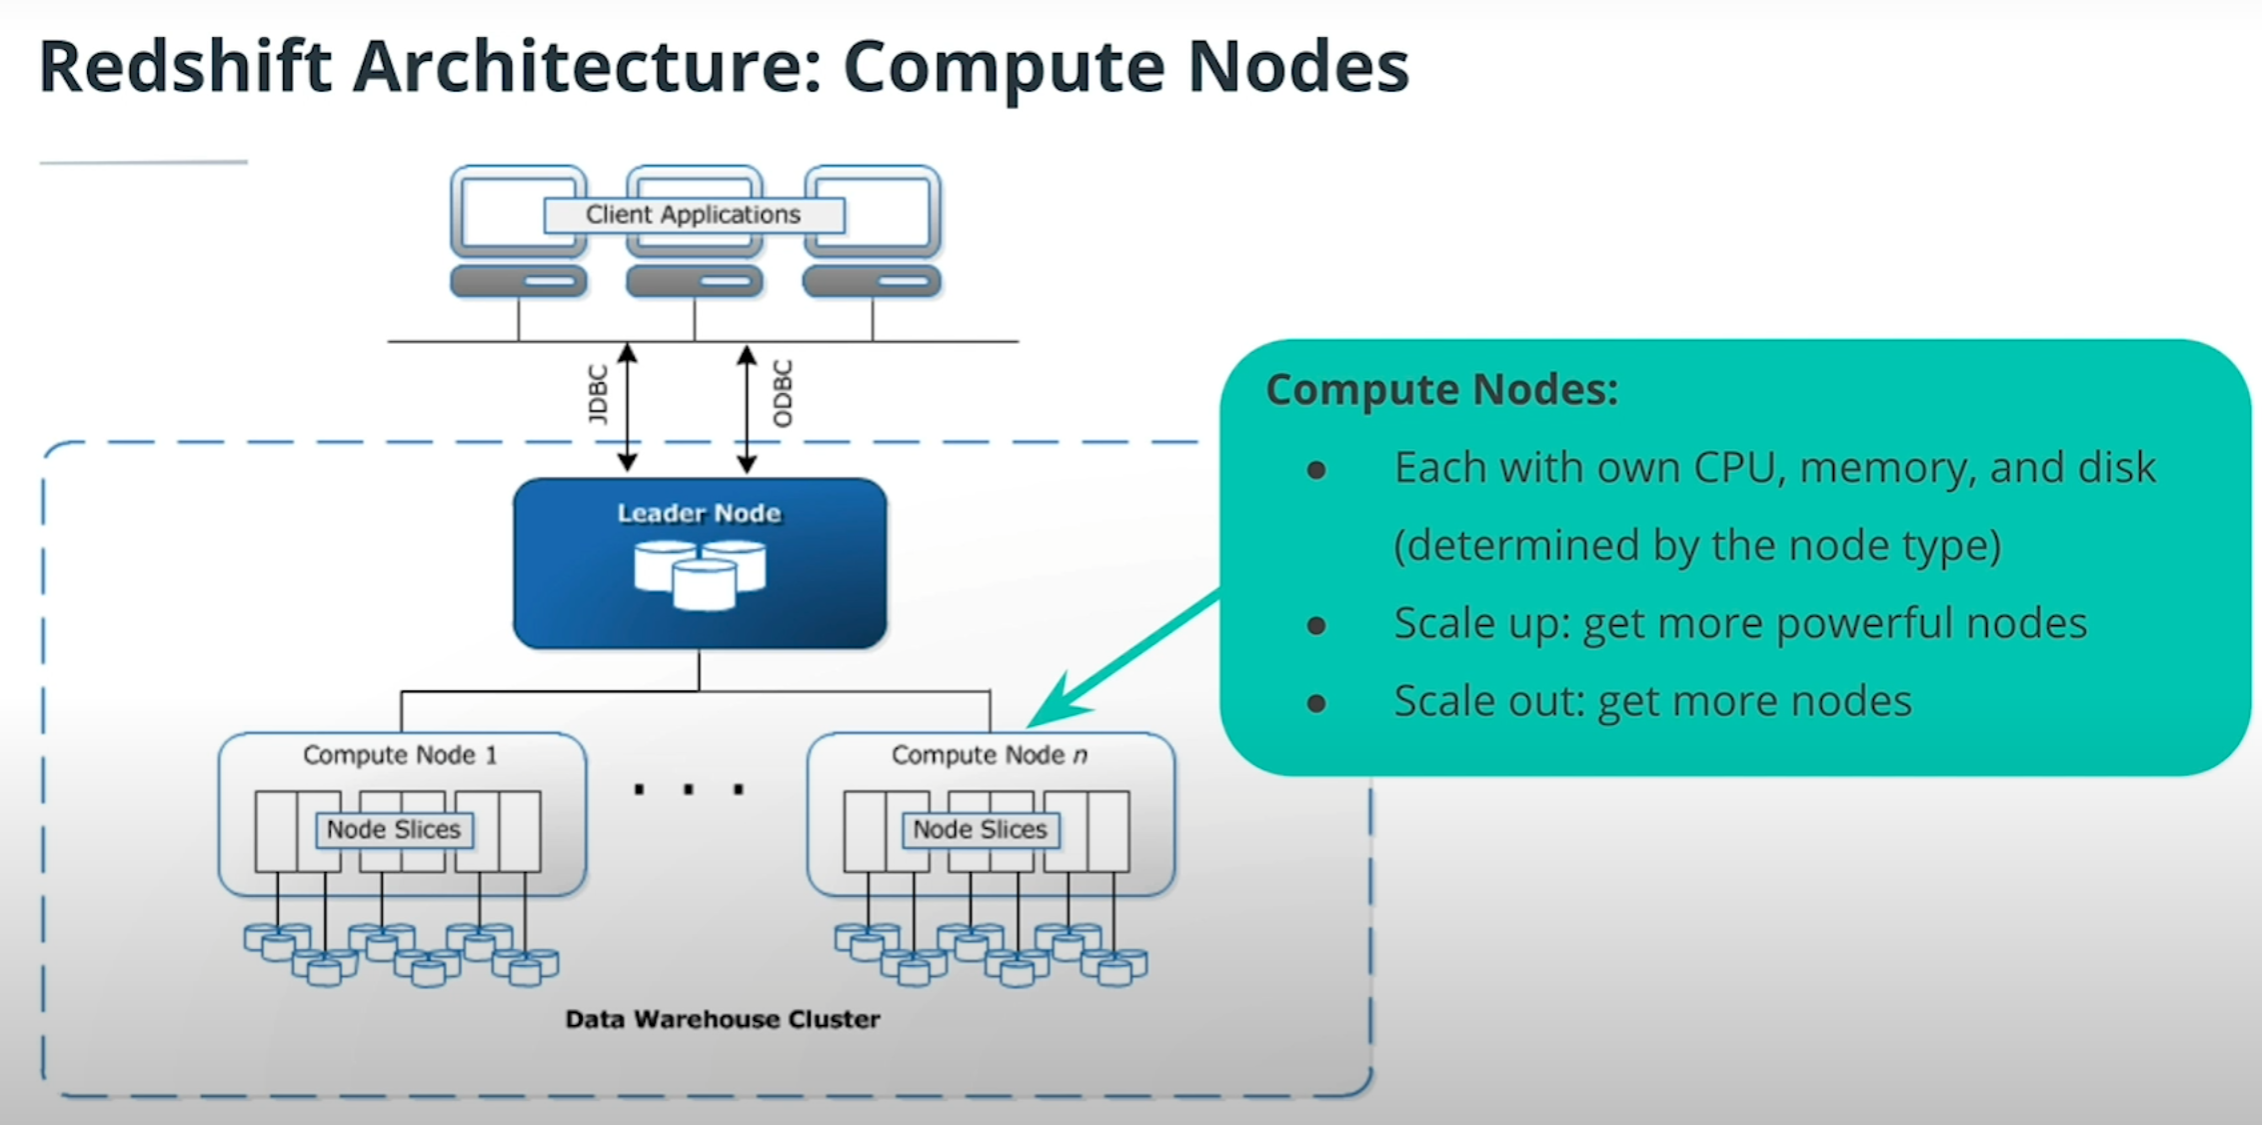 Redshift Architecture: Compute Nodes
Client Applications
JDBC
ODBC
Leader Node
Compute Nodes:
● Each with own CPU, memory, and disk
(determined by the node type)
● Scale up: get more powerful nodes
● Scale out: get more nodes
Compute Node 1
. . .
Compute Node n
Node Slices
Node Slices
Data Warehouse Cluster